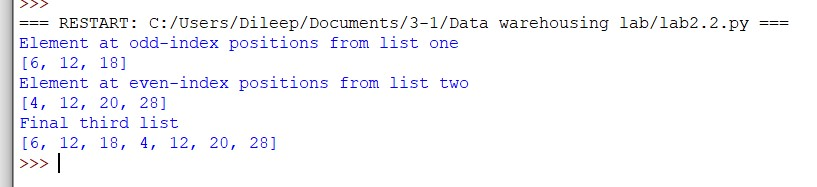 >>>
=== RESTART: C:/Users/Dileep/Documents/3-1/Data warehousing lab/lab2.2.py ===
Element at odd-index positions from list one
[6, 12, 18]
Element at even-index positions from list two
[4, 12, 20, 28]
Final third list
[6, 12, 18, 4, 12, 20, 28]
>>>